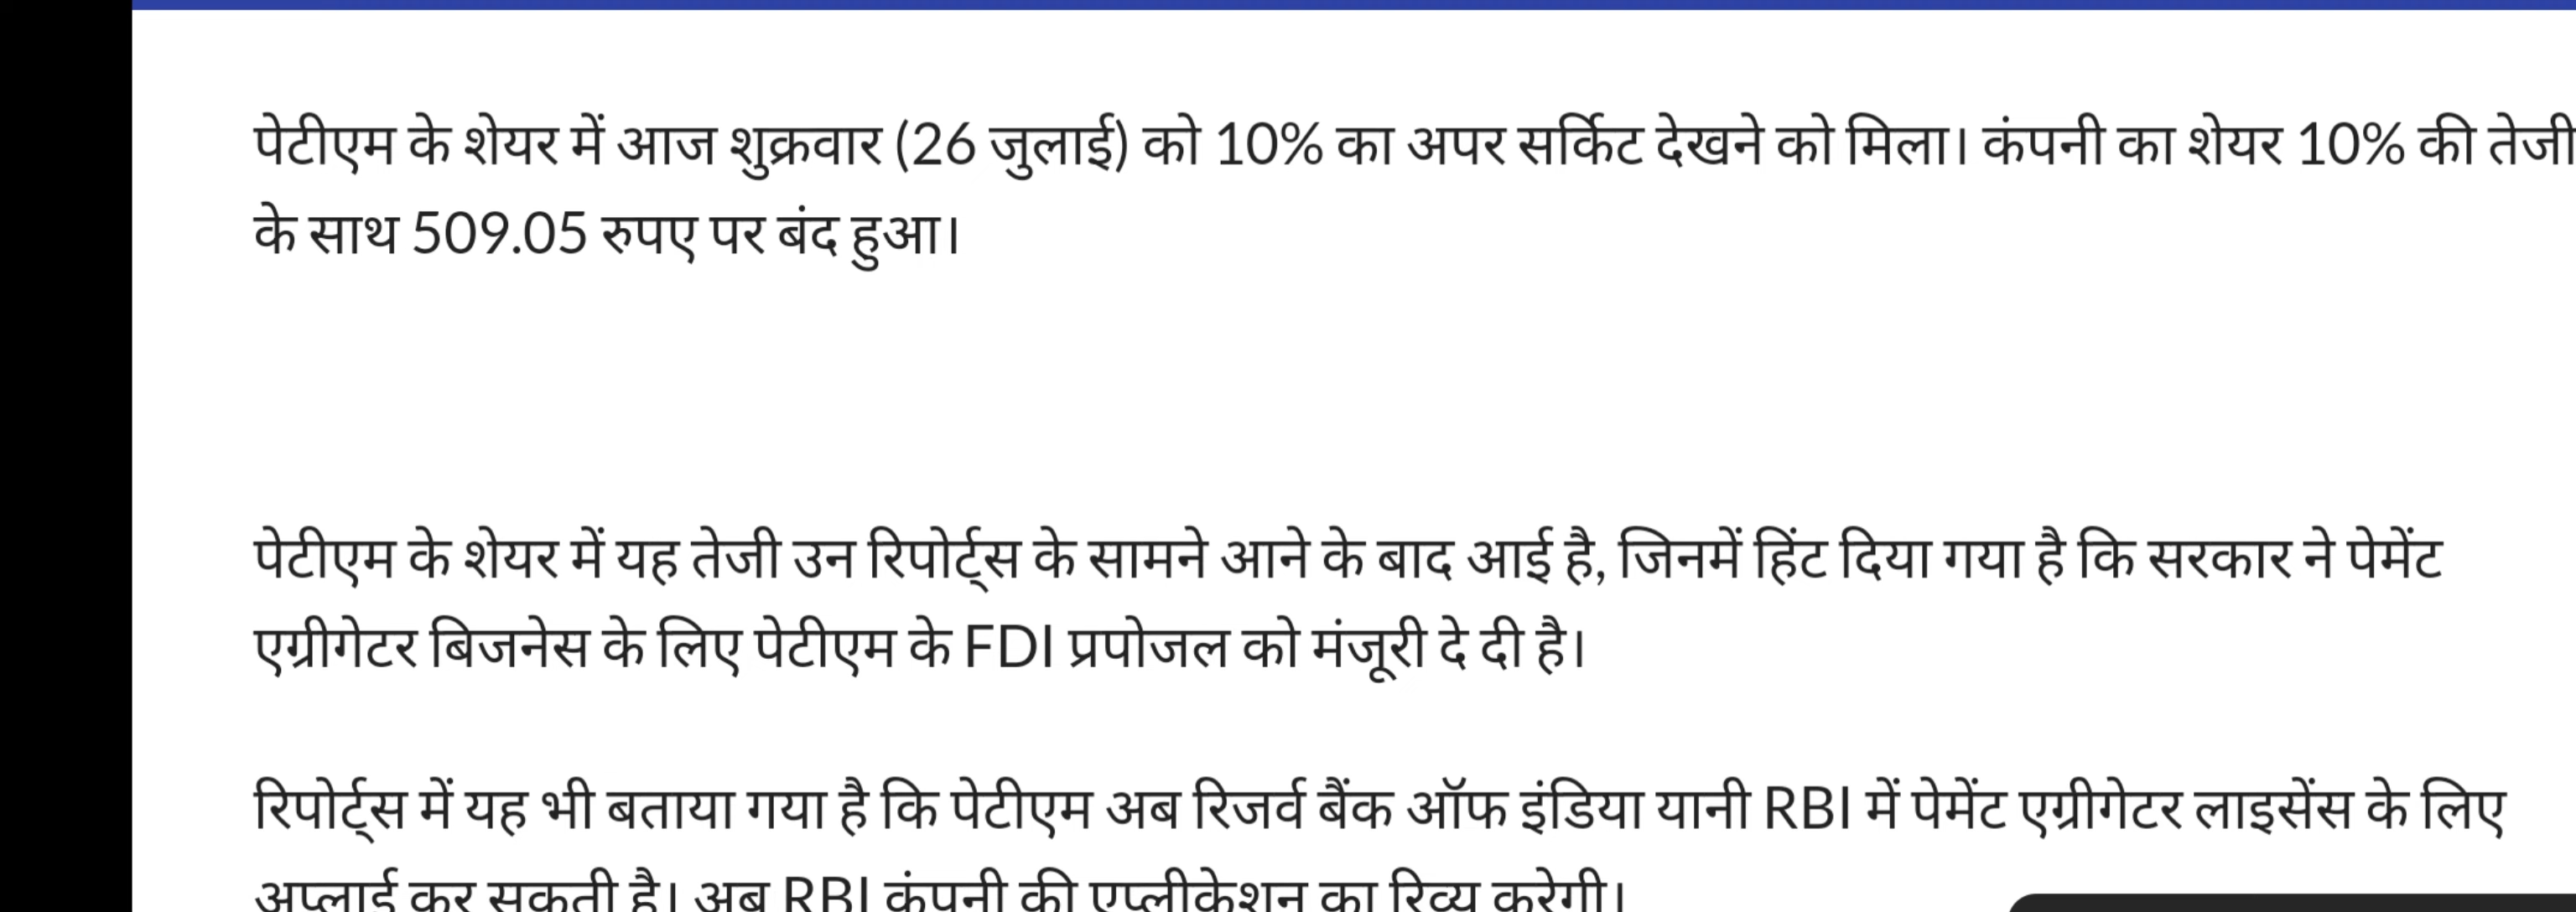 पेटीएम के शेयर में आज शुक्रवार (26 जुलाई) को 10% का अपर सर्किट देखने को मिला। कंपनी का शेयर 10% की तेजी
के साथ 509.05 रुपए पर बंद हुआ।
पेटीएम के शेयर में यह तेजी उन रिपोर्ट्स के सामने आने के बाद आई है, जिनमें हिंट दिया गया है कि सरकार ने पेमेंट
एग्रीगेटर बिजनेस के लिए पेटीएम के FDI प्रपोजल को मंजूरी दे दी है।
रिपोर्ट्स में यह भी बताया गया है कि पेटीएम अब रिजर्व बैंक ऑफ इंडिया यानी RBI में पेमेंट एग्रीगेटर लाइसेंस के लिए
अप्लाई कर सकती है। अब RBI कंपनी की एप्लीकेशन का रिव्यू करेगी।